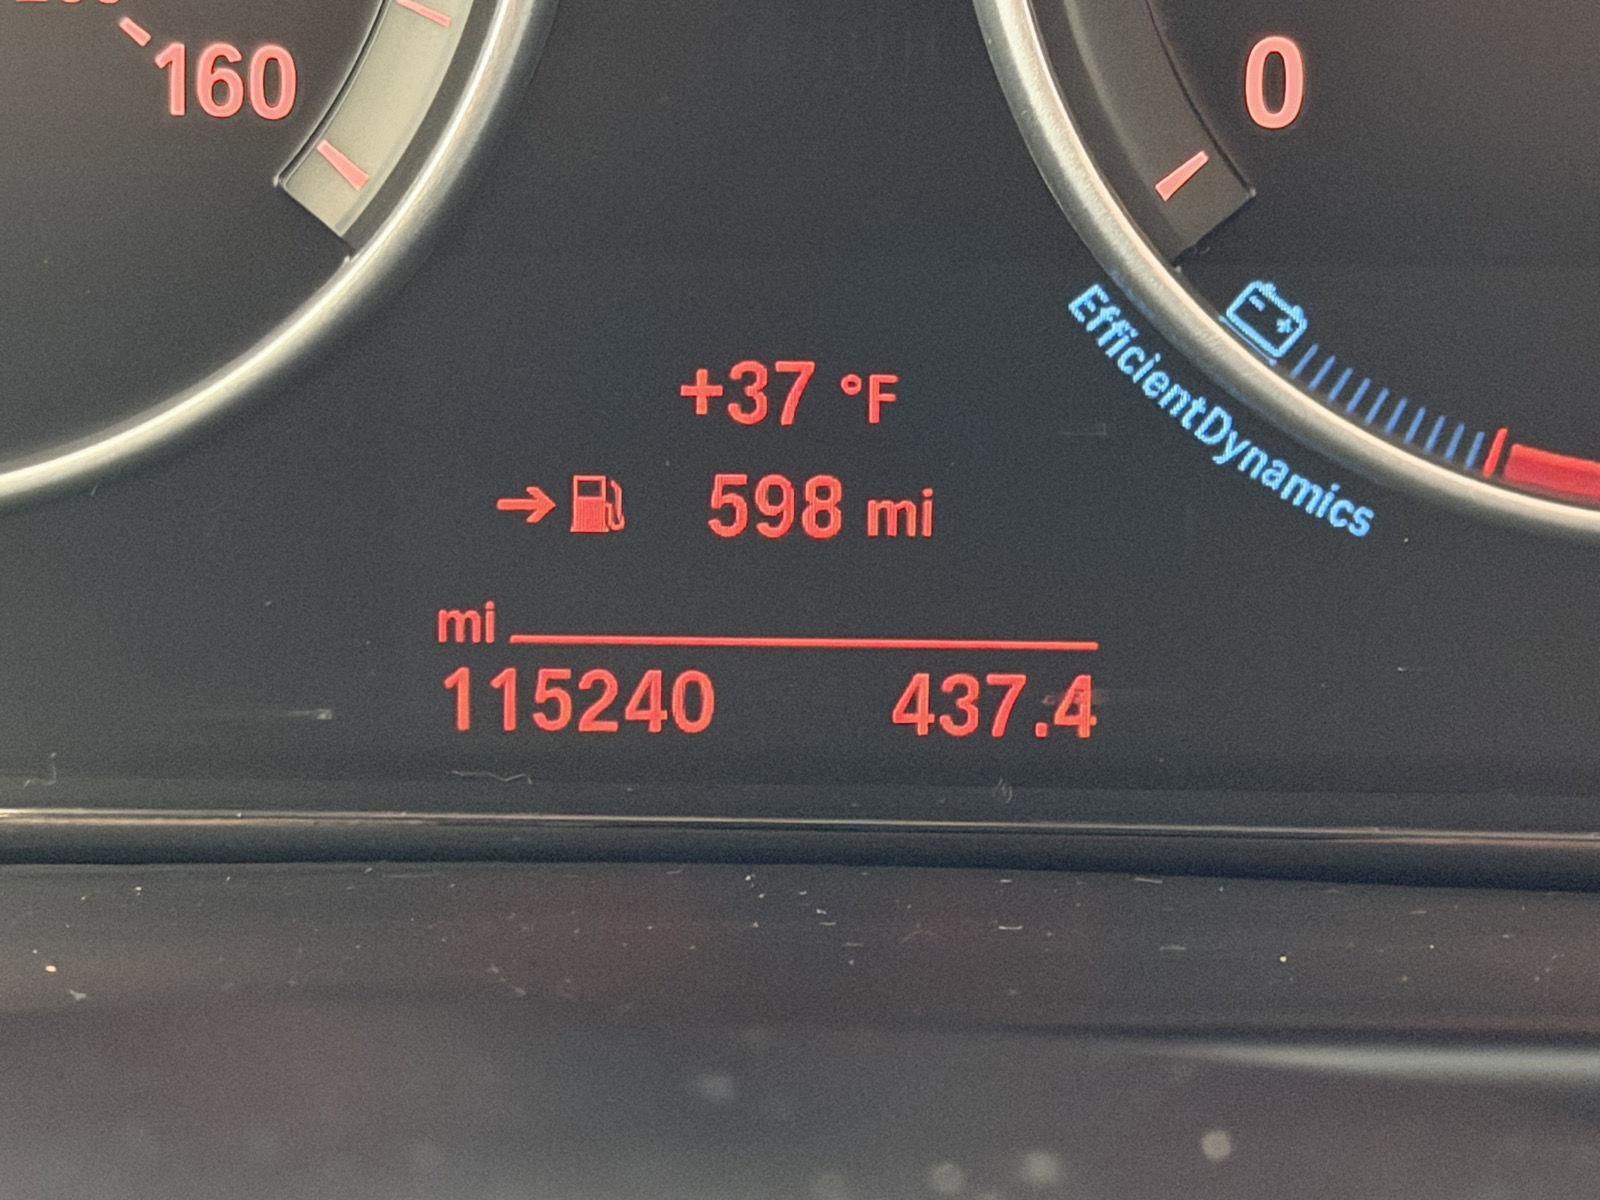 160
0
EfficientDynamics
+37 °F
598 mi
mi
115240 437.4